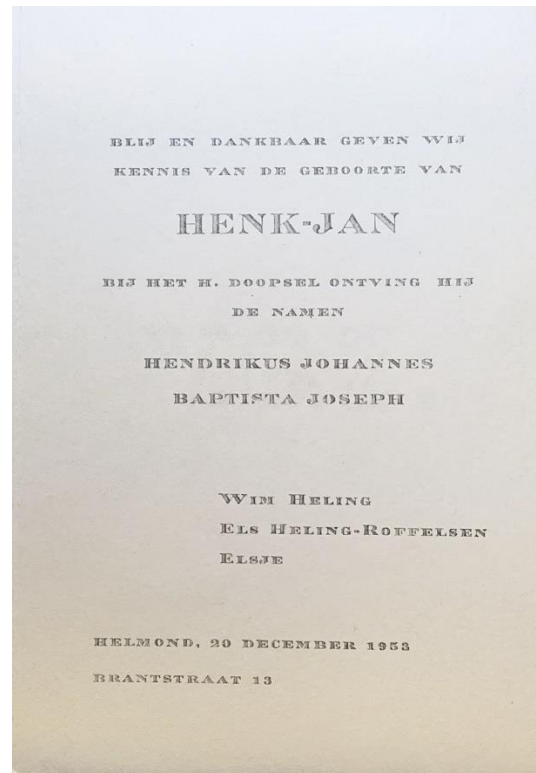 BLIJ EN DANKBAAR GEVEN WIJ
KENNIS VAN DE GEBOORTE VAN
HENK-JAN
BIJ HET H. DOOPSEL ONTVING HIJ
DE NAMEN
HENDRIKUS JOHANNES
BAPTISTA JOSEPH
WIM HELING
ELS HELING-ROFFELSEN
ELSJE
HELMOND, 20 DECEMBER 1953
BRANTSTRAAT 13